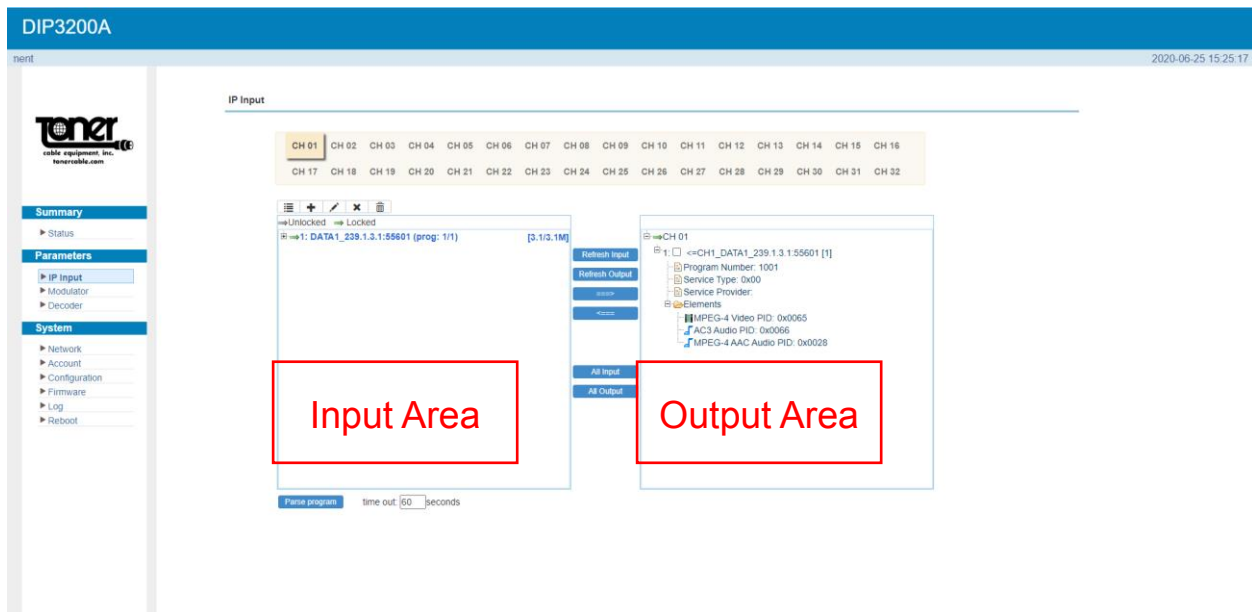 DIP3200A
nent
2020-06-25 15:25:17
toner
cable equipment, inc.
tonercable.com
IP Input
CH 01 CH 02 CH 03 CH 04 CH 05 CH 06 CH 07 CH 08 CH 09 CH 10 CH 11 CH 12 CH 13 CH 14 CH 15 CH 16
CH 17 CH 18 CH 19 CH 20 CH 21 CH 22 CH 23 CH 24 CH 25 CH 26 CH 27 CH 28 CH 29 CH 30 CH 31 CH 32
Summary
Status
Parameters
IP Input
Modulator
Decoder
System
Network
Account
Configuration
Firmware
Log
Reboot
Unlocked Locked
1: DATA1_239.1.3.1:55601 (prog: 1/1) [3.1/3.1M]
Input Area
Refresh Input
Refresh Output
===>
<===
All Input
All Output
CH 01
1: <=CH1_DATA1_239.1.3.1:55601 [1]
Program Number: 1001
Service Type: 0x00
Service Provider:
Elements
MPEG-4 Video PID: 0x0065
AC3 Audio PID: 0x0066
MPEG-4 AAC Audio PID: 0x0028
Output Area
Parse program time out: 60 seconds